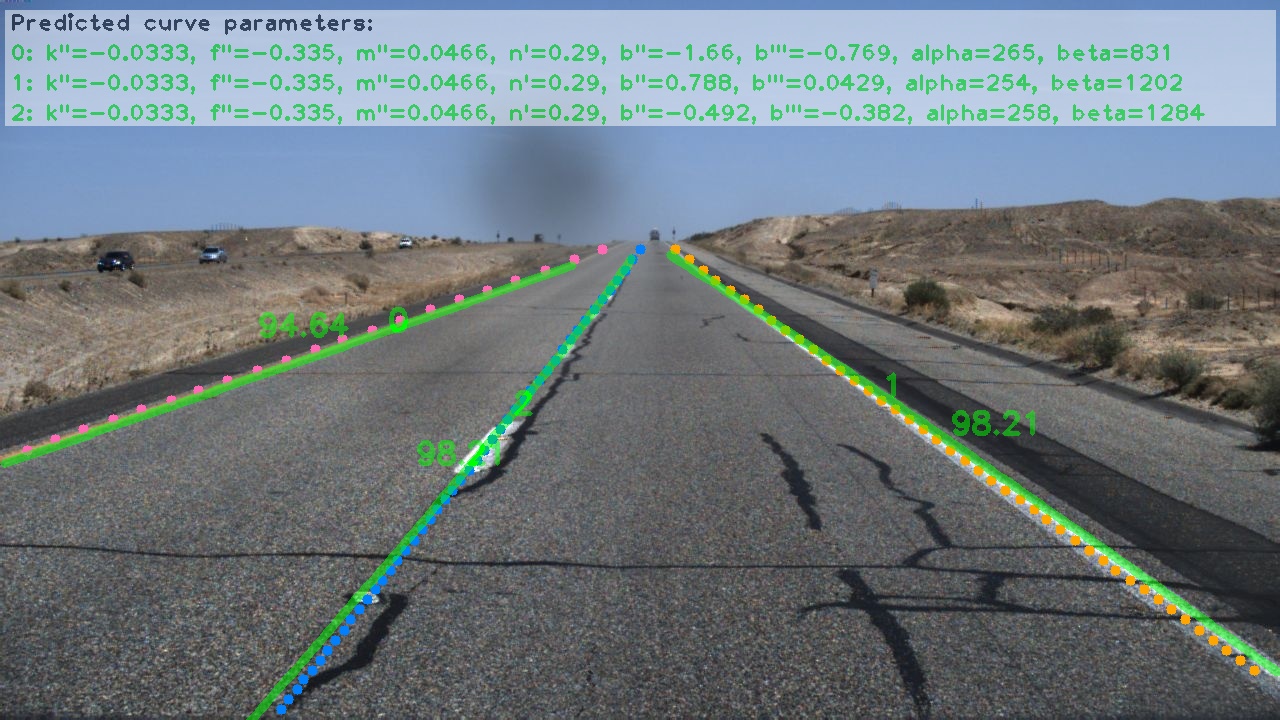 Predicted curve parameters:
0: k''=-0.0333, f''=-0.335, m''=0.0466, n'=0.29, b''=-1.66, b'''=-0.769, alpha=265, beta=831
1: k''=-0.0333, f''=-0.335, m''=0.0466, n'=0.29, b''=0.788, b'''=0.0429, alpha=254, beta=1202
2: k''=-0.0333, f''=-0.335, m''=0.0466, n'=0.29, b''=-0.492, b'''=-0.382, alpha=258, beta=1284
94.64 0
1
2
98.21